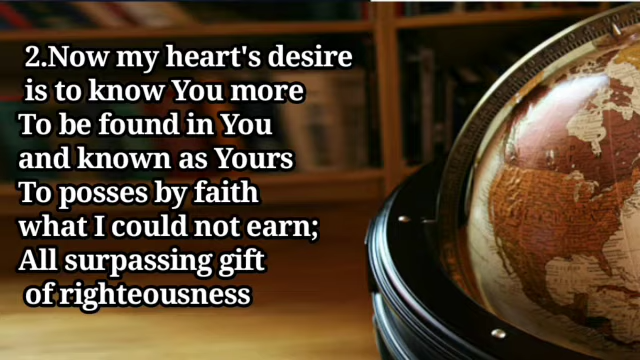 2.Now my heart's desire
is to know You more
To be found in You
and known as Yours
To posses by faith
what I could not earn;
All surpassing gift
of righteousness